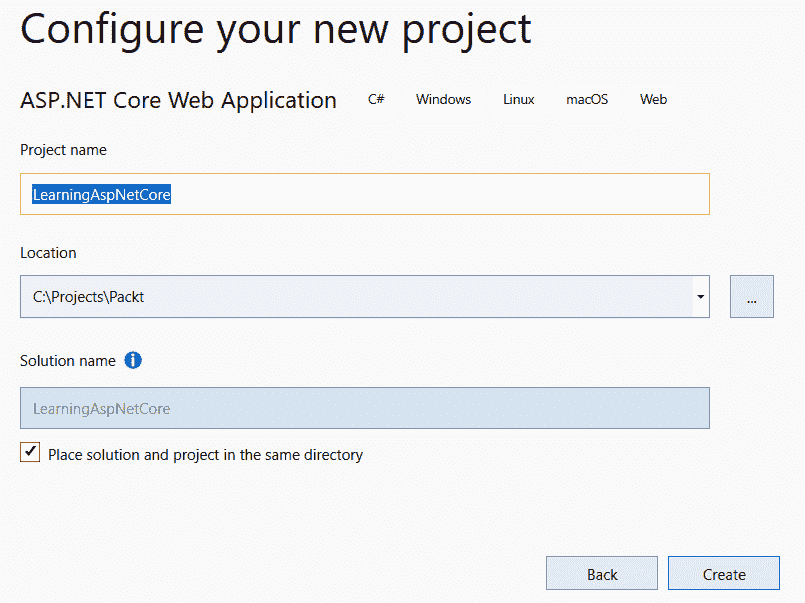 Configure your new project
ASP.NET Core Web Application C# Windows Linux macOS Web
Project name
LearningAspNetCore
Location
C:\Projects\Packt
...
Solution name
LearningAspNetCore
Place solution and project in the same directory
Back Create